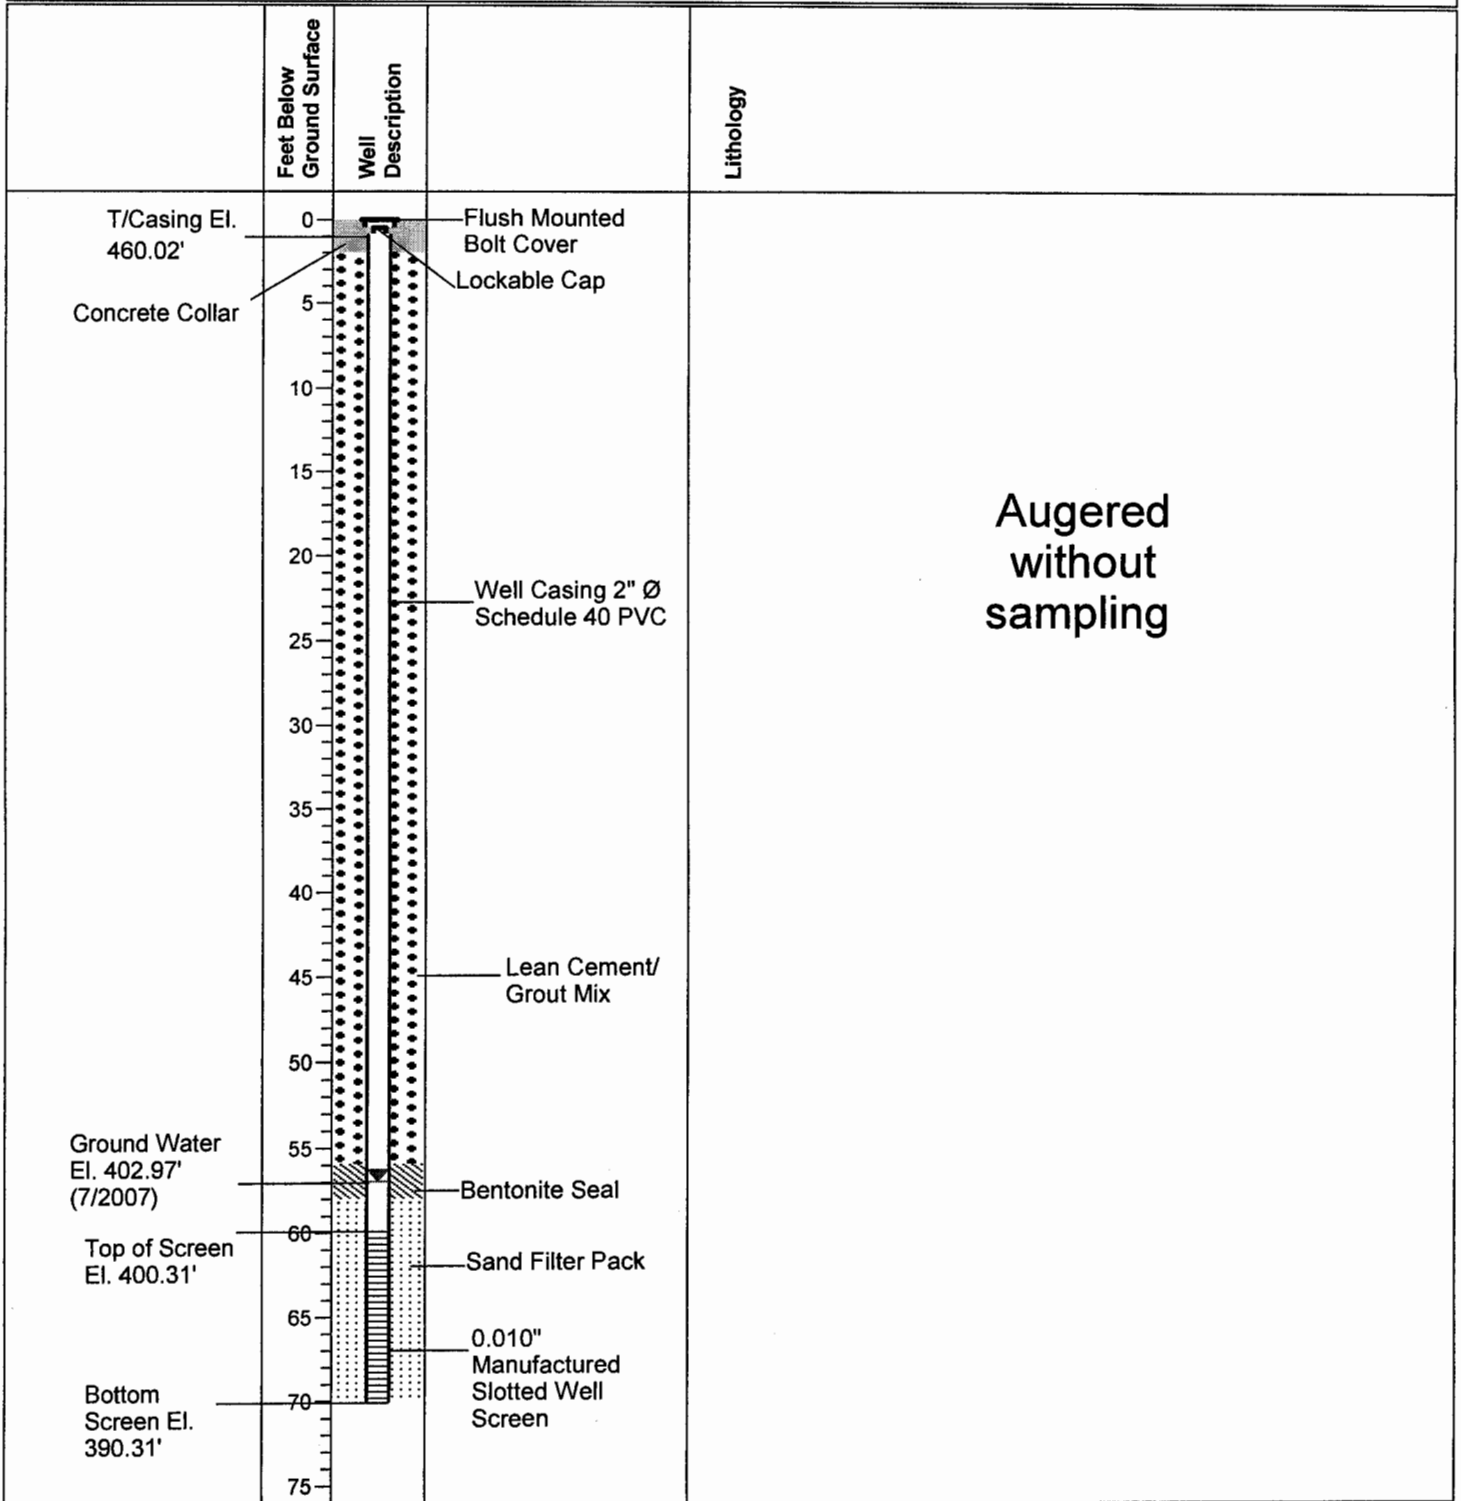 Feet Below
Ground Surface
Well
Description
Lithology
T/Casing El.
460.02'
Concrete Collar
0
Flush Mounted
Bolt Cover
Lockable Cap
5
10
15
Augered
without
sampling
20
Well Casing 2" Ø
Schedule 40 PVC
25
30
35
40
45
Lean Cement/
Grout Mix
50
55
Ground Water
El. 402.97'
(7/2007)
Bentonite Seal
60
Top of Screen
El. 400.31'
Sand Filter Pack
65
0.010"
Manufactured
Slotted Well
Screen
70
Bottom
Screen El.
390.31'
75